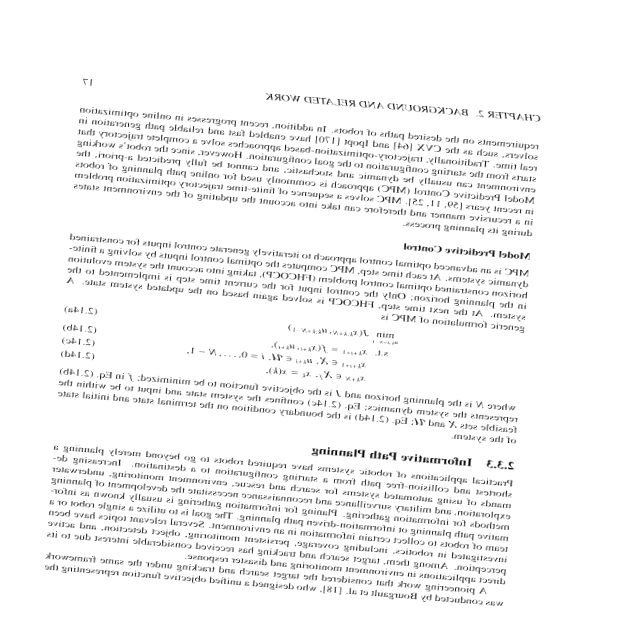 CHAPTER 2. BACKGROUND AND RELATED WORK 17
requirements on the desired paths of robots. In addition, recent progresses in online optimization
solvers, such as the CVX [64] and Ipopt [170] have enabled fast and reliable path generation in
real time. Traditionally, trajectory-optimization-based approaches solve a complete trajectory that
starts from the starting configuration to the goal configuration. However, since the robot's working
environment can usually be dynamic and stochastic, and cannot be fully predicted a-priori, the
Model Predictive Control (MPC) approach is commonly used for online path planning of robots
in recent years [59, 11, 25]. MPC solves a sequence of finite-time trajectory optimization problem
in a recursive manner and therefore can take into account the updating of the environment states
during its planning process.
Model Predictive Control
MPC is an advanced optimal control approach to iteratively generate control inputs for constrained
dynamic systems. At each time step, MPC computes the optimal control inputs by solving a finite-
horizon constrained optimal control problem (FHCOCP), taking into account the system evolution
in the planning horizon; Only the control input for the current time step is implemented to the
system. At the next time step, FHCOCP is solved again based on the updated system state. A
generic formulation of MPC is
min J(x_{k:k+N}, u_{k:k+N−1}) (2.14a)
s.t. x_{k+i+1} = f(x_{k+i}, u_{k+i}), (2.14b)
x_{k+i+1} ∈ X, u_{k+i} ∈ U, i = 0, . . . , N − 1, (2.14c)
x_{k+N} ∈ X_f, x_k = x(k), (2.14d)
where N is the planning horizon and J is the objective function to be minimized; f in Eq. (2.14b)
represents the system dynamics; Eq. (2.14c) confines the system state and input to be within the
feasible sets X and U; Eq. (2.14d) is the boundary condition on the terminal state and initial state
of the system.
2.3.3 Informative Path Planning
Practical applications of robotic systems have required robots to go beyond merely planning a
shortest and collision-free path from a starting configuration to a destination. Increasing de-
mands of using automated systems for search and rescue, environment monitoring, underwater
exploration, and military surveillance and reconnaissance necessitate the development of planning
methods for information gathering. Planing for information gathering is usually known as infor-
mative path planning or information-driven path planning. The goal is to utilize a single robot or a
team of robots to collect certain information in an environment. Several relevant topics have been
investigated in robotics, including coverage, persistent monitoring, object detection, and active
perception. Among them, target search and tracking has received considerable interest due to its
direct applications in environment monitoring and disaster response.
A pioneering work that considered the target search and tracking under the same framework
was conducted by Bourgault et al. [18], who designed a unified objective function representing the